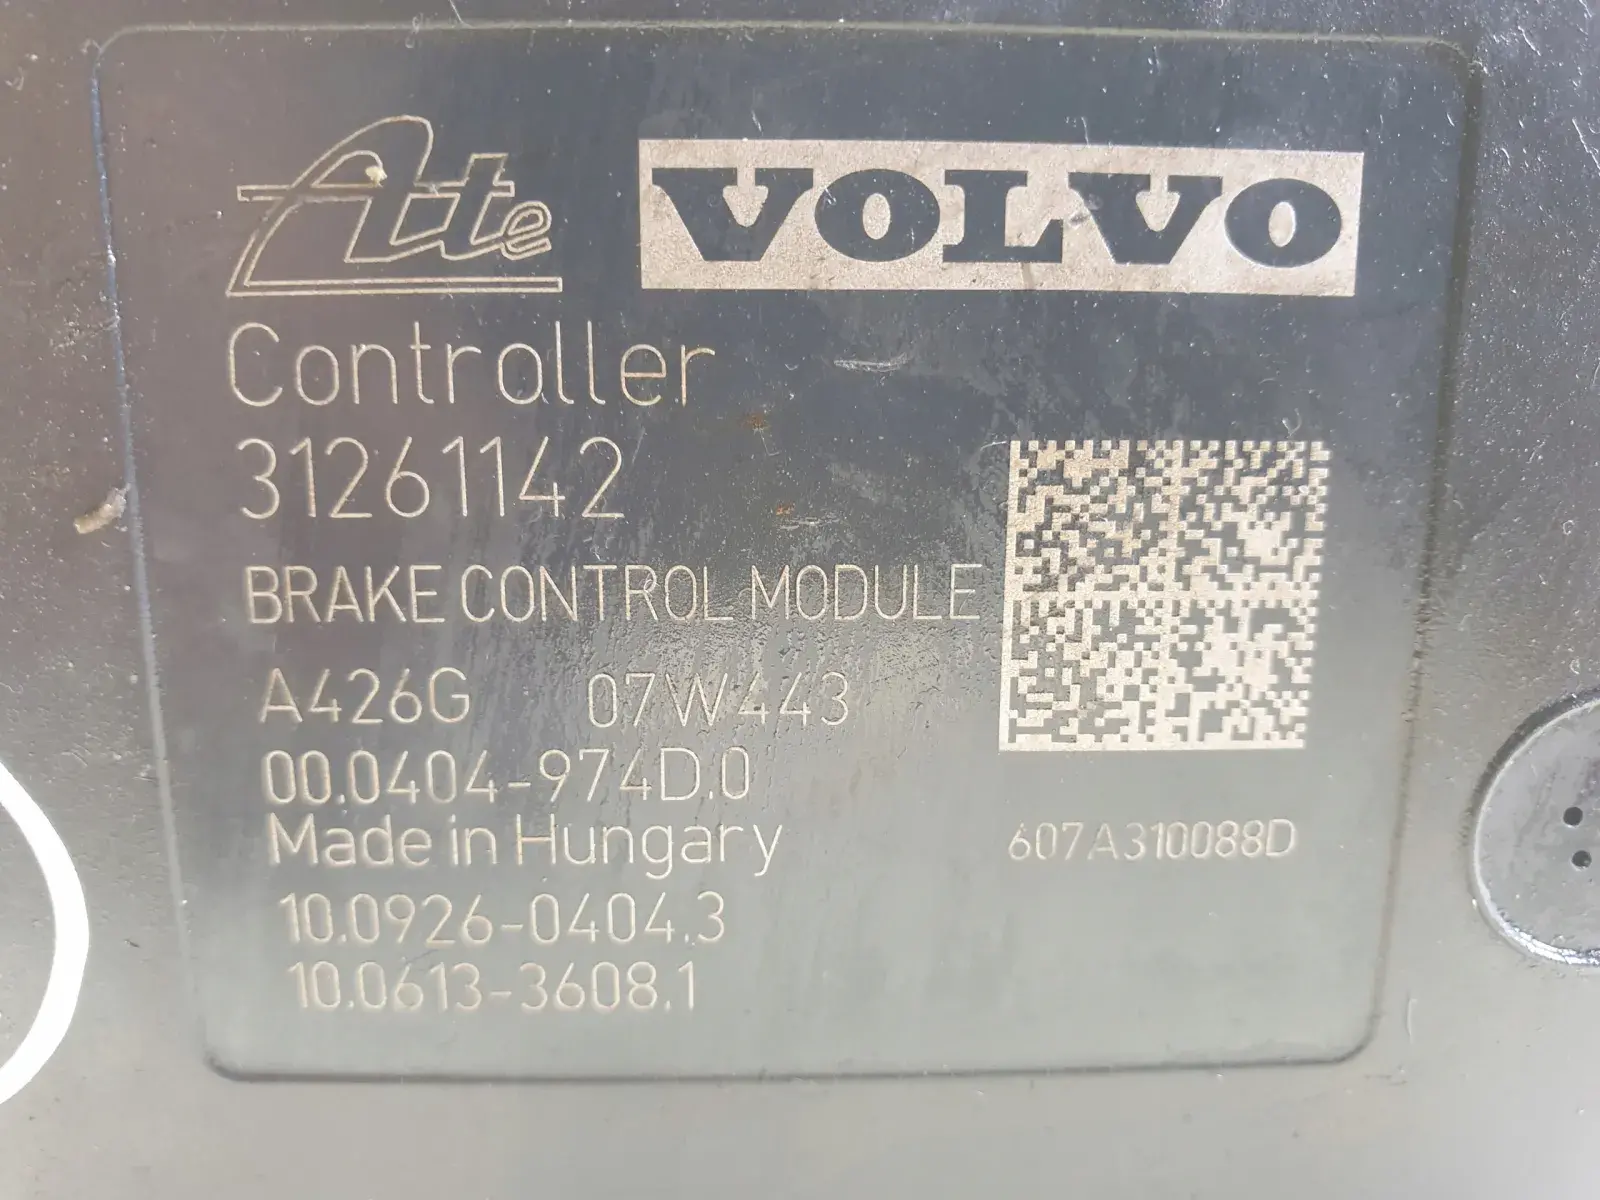 Ate VOLVO
Controller
31261142
BRAKE CONTROL MODULE
A426G 07W443
00.0404-974D.0
Made in Hungary
607A310088D
10.0926-0404.3
10.0613-3608.1